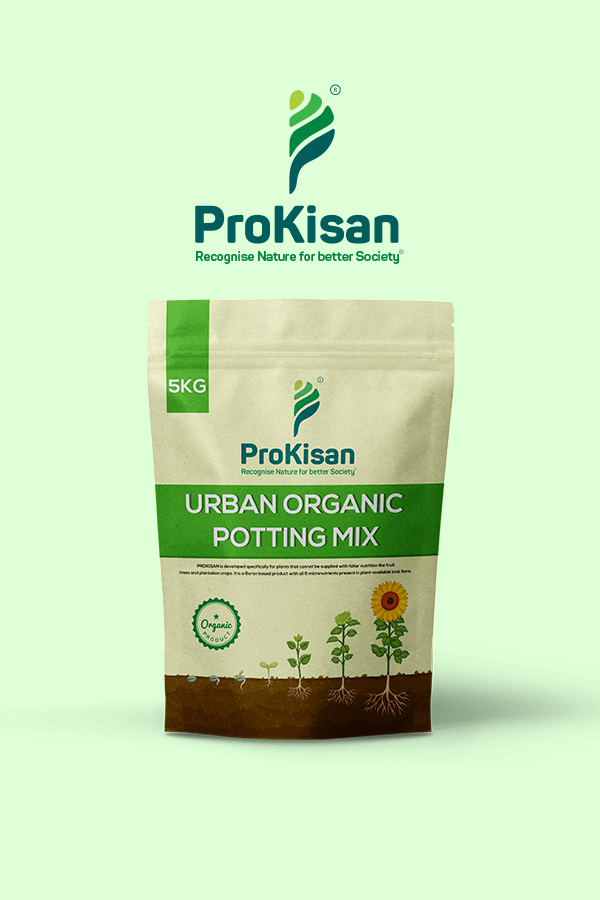 ®
ProKisan
Recognise Nature for better Society®
5KG
®
ProKisan
Recognise Nature for better Society®
URBAN ORGANIC
POTTING MIX
PROKISAN is developed specifically for plants that cannot be supplied with foliar nutrition like fruit
trees and plantation crops. It is a Boron based product with all 6 micronutrients present in plant-available ionic form.
Organic
PRODUCT